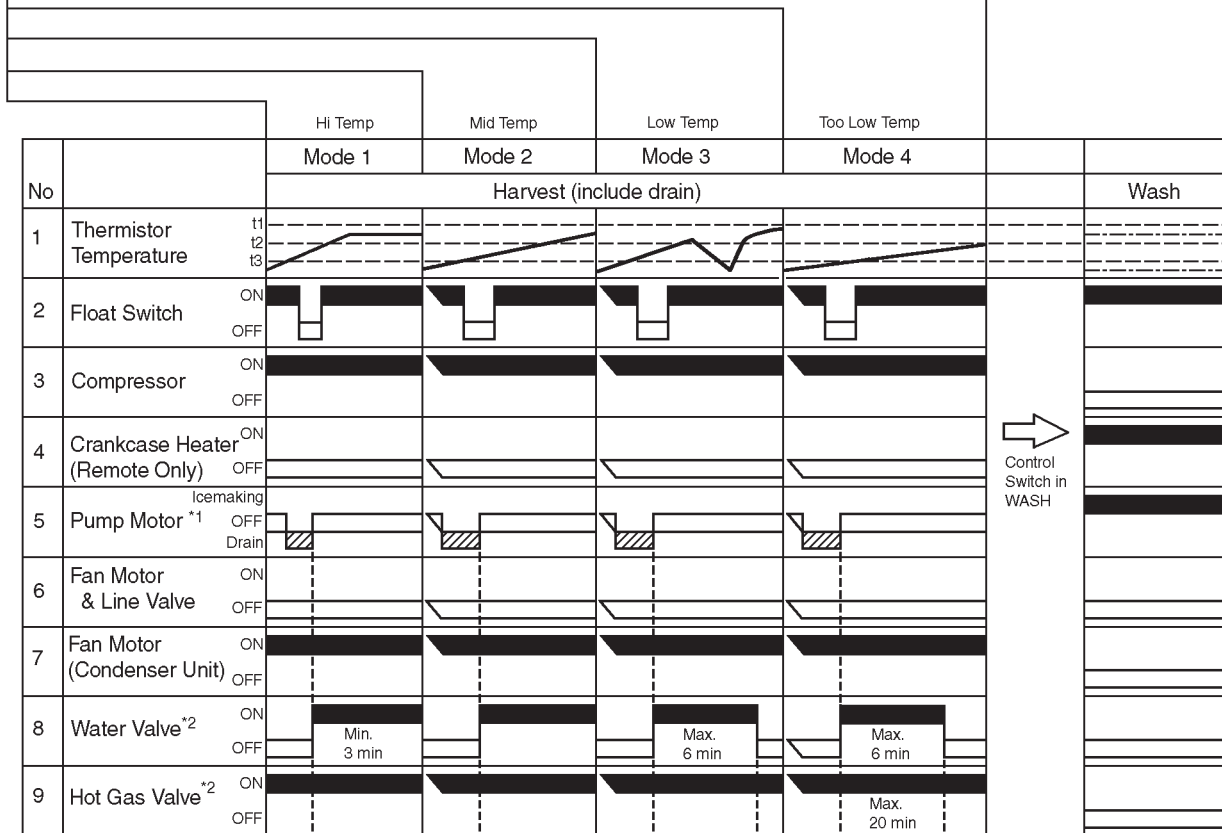 Hi Temp Mid Temp Low Temp Too Low Temp
Mode 1 Mode 2 Mode 3 Mode 4
No Harvest (include drain) Wash
1 Thermistor Temperature t1 t2 t3
2 Float Switch ON OFF
3 Compressor ON OFF
4 Crankcase Heater (Remote Only) ON OFF
Control
Switch in
WASH
5 Pump Motor *1 Icemaking OFF Drain
6 Fan Motor & Line Valve ON OFF
7 Fan Motor (Condenser Unit) ON OFF
8 Water Valve*2 ON OFF
Min. 3 min
Max. 6 min
Max. 6 min
9 Hot Gas Valve*2 ON OFF
Max. 20 min